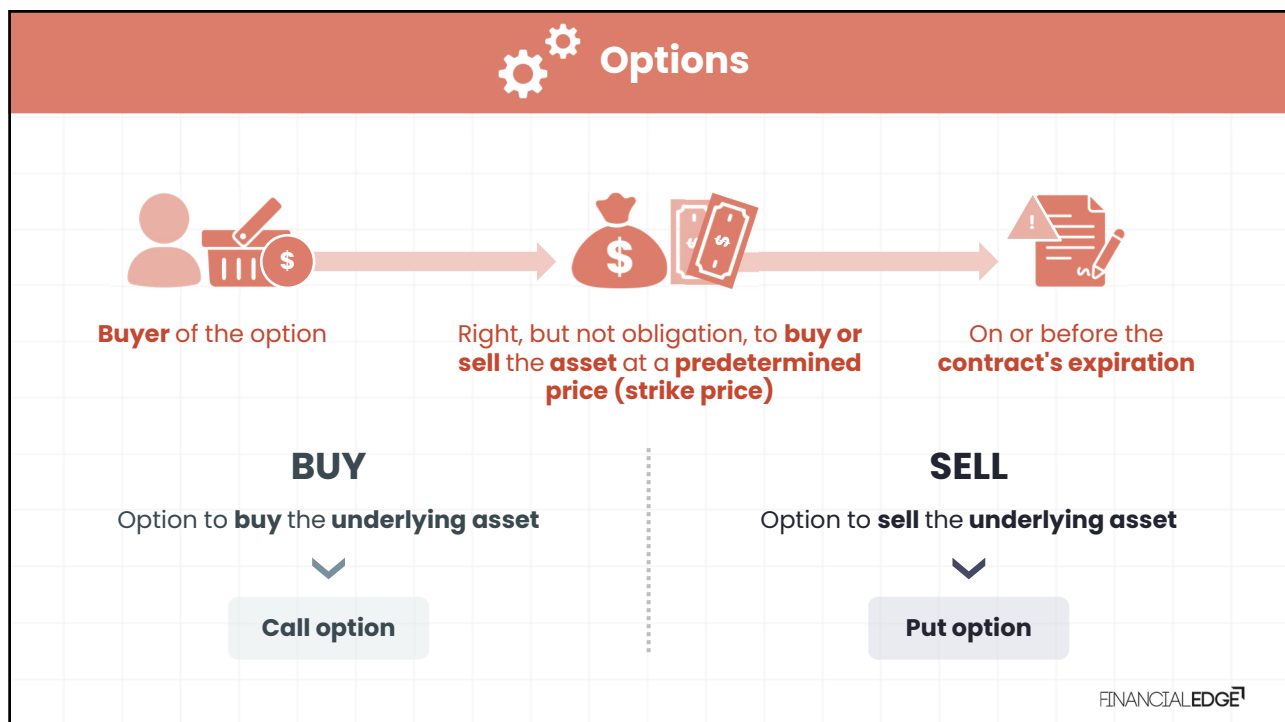 Options
$
$
$
$
!
Buyer of the option
Right, but not obligation, to buy or
sell the asset at a predetermined
price (strike price)
On or before the
contract's expiration
BUY
Option to buy the underlying asset
Call option
SELL
Option to sell the underlying asset
Put option
FINANCIALEDGE